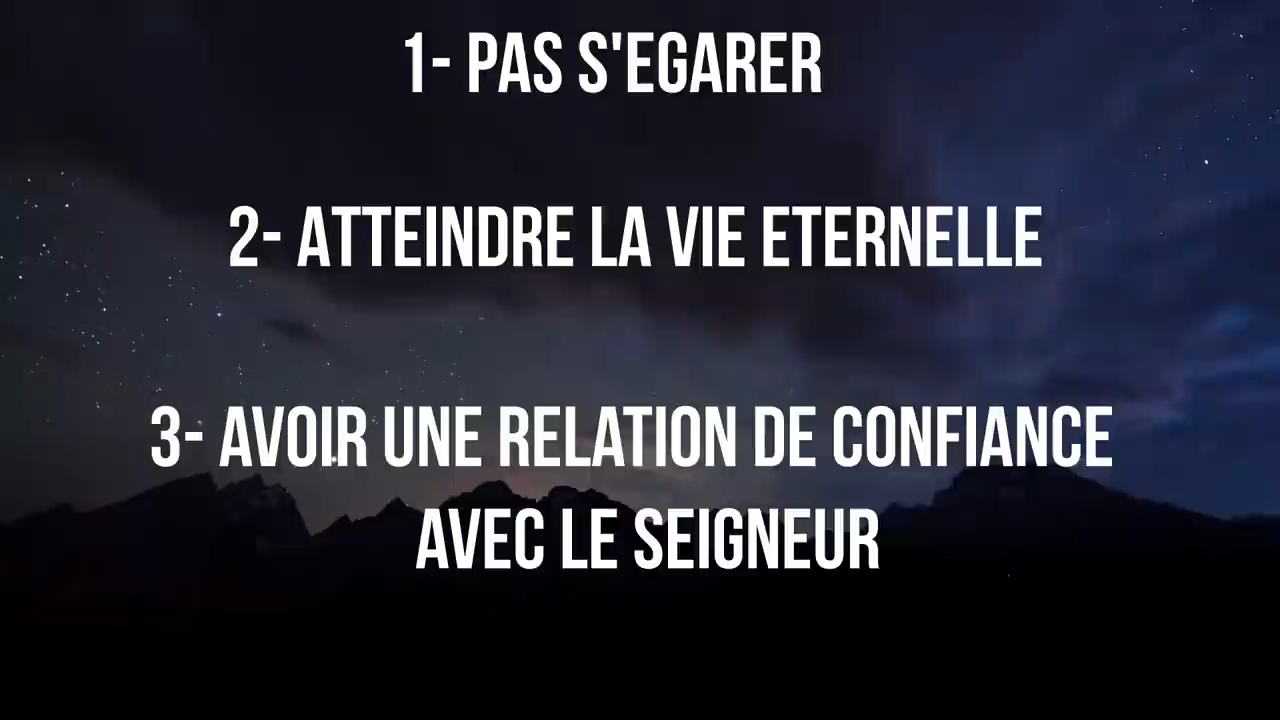 1- PAS S'EGARER
2- ATTEINDRE LA VIE ETERNELLE
3- AVOIR UNE RELATION DE CONFIANCE
AVEC LE SEIGNEUR